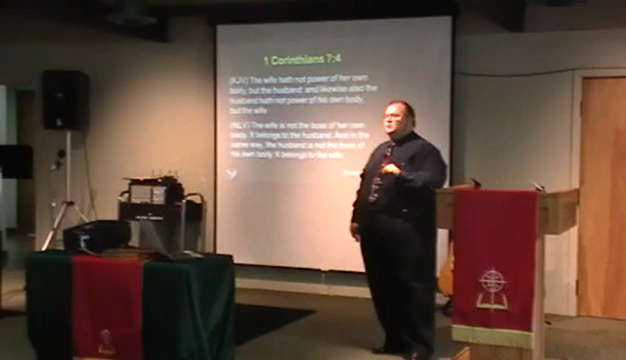 1 Corinthians 7:4
(KJV) The wife hath not power of her own
body, but the husband: and likewise also the
husband hath not power of his own body,
but the wife.
The wife is not the boss of her own
body. It belongs to the husband. And in the
same way, the husband is not the boss of
his own body. It belongs to the wife.